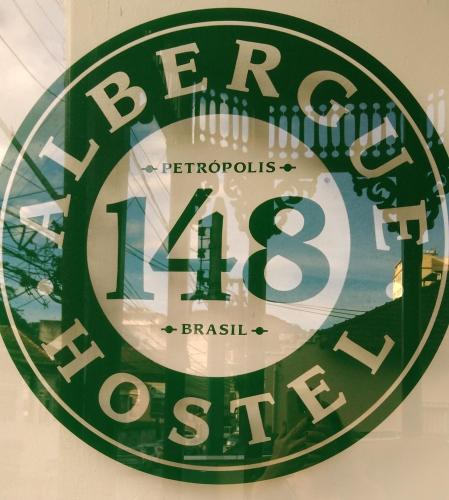 ALBERGUE
PETRÓPOLIS
148
BRASIL
HOSTEL